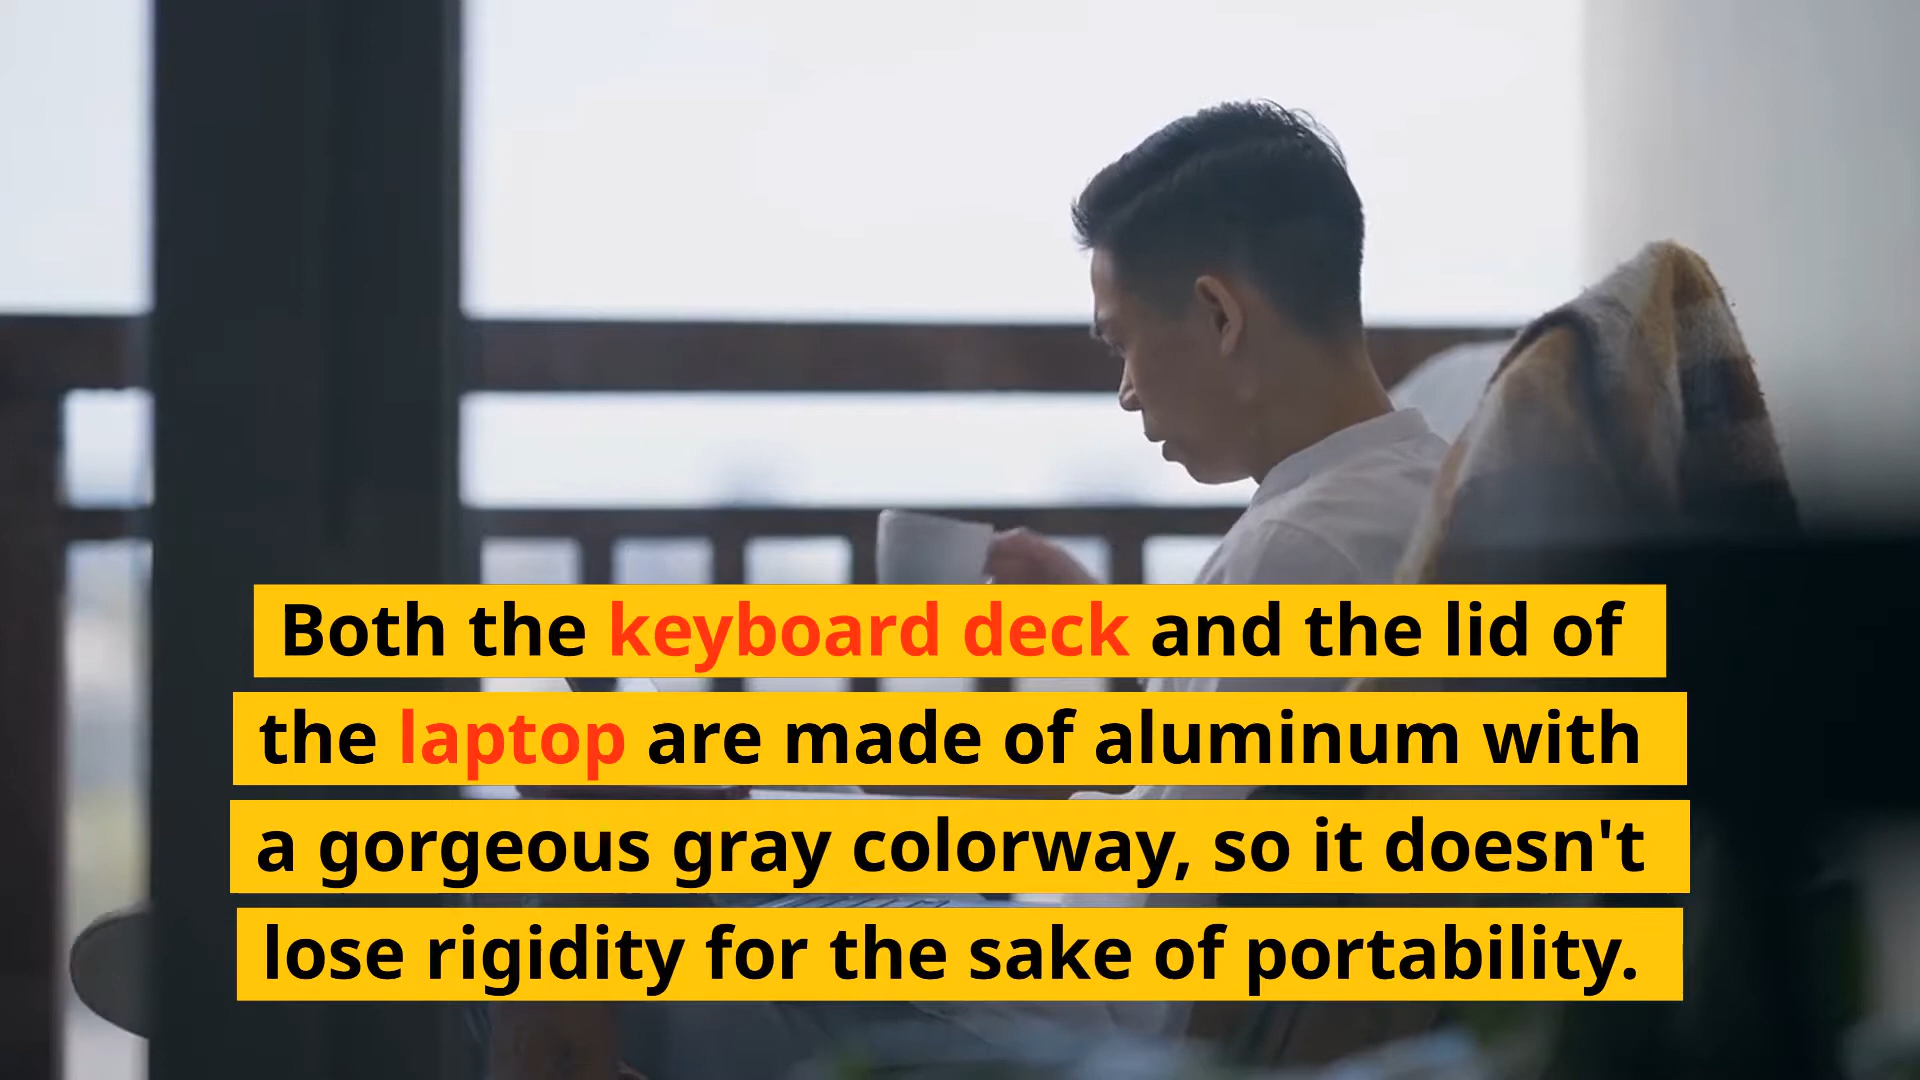 Both the keyboard deck and the lid of
the laptop are made of aluminum with
a gorgeous gray colorway, so it doesn't
lose rigidity for the sake of portability.